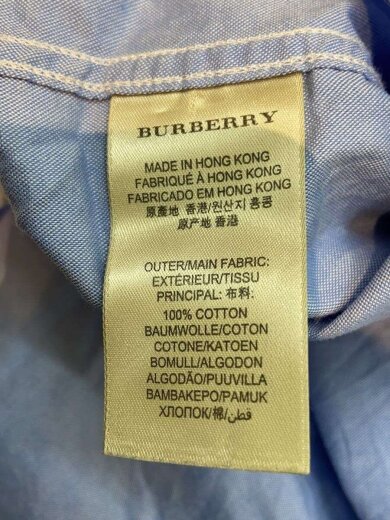 BURBERRY
MADE IN HONG KONG
FABRIQUÉ À HONG KONG
FABRICADO EM HONG KONG
原產地 香港/원산지 홍콩
原产地 香港
OUTER/MAIN FABRIC:
EXTÉRIEUR/TISSU
PRINCIPAL: 布料:
100% COTTON
BAUMWOLLE/COTON
COTONE/KATOEN
BOMULL/ALGODON
ALGODÃO/PUUVILLA
BAMBAKEPO/PAMUK
ХЛОПОК/棉/قطن